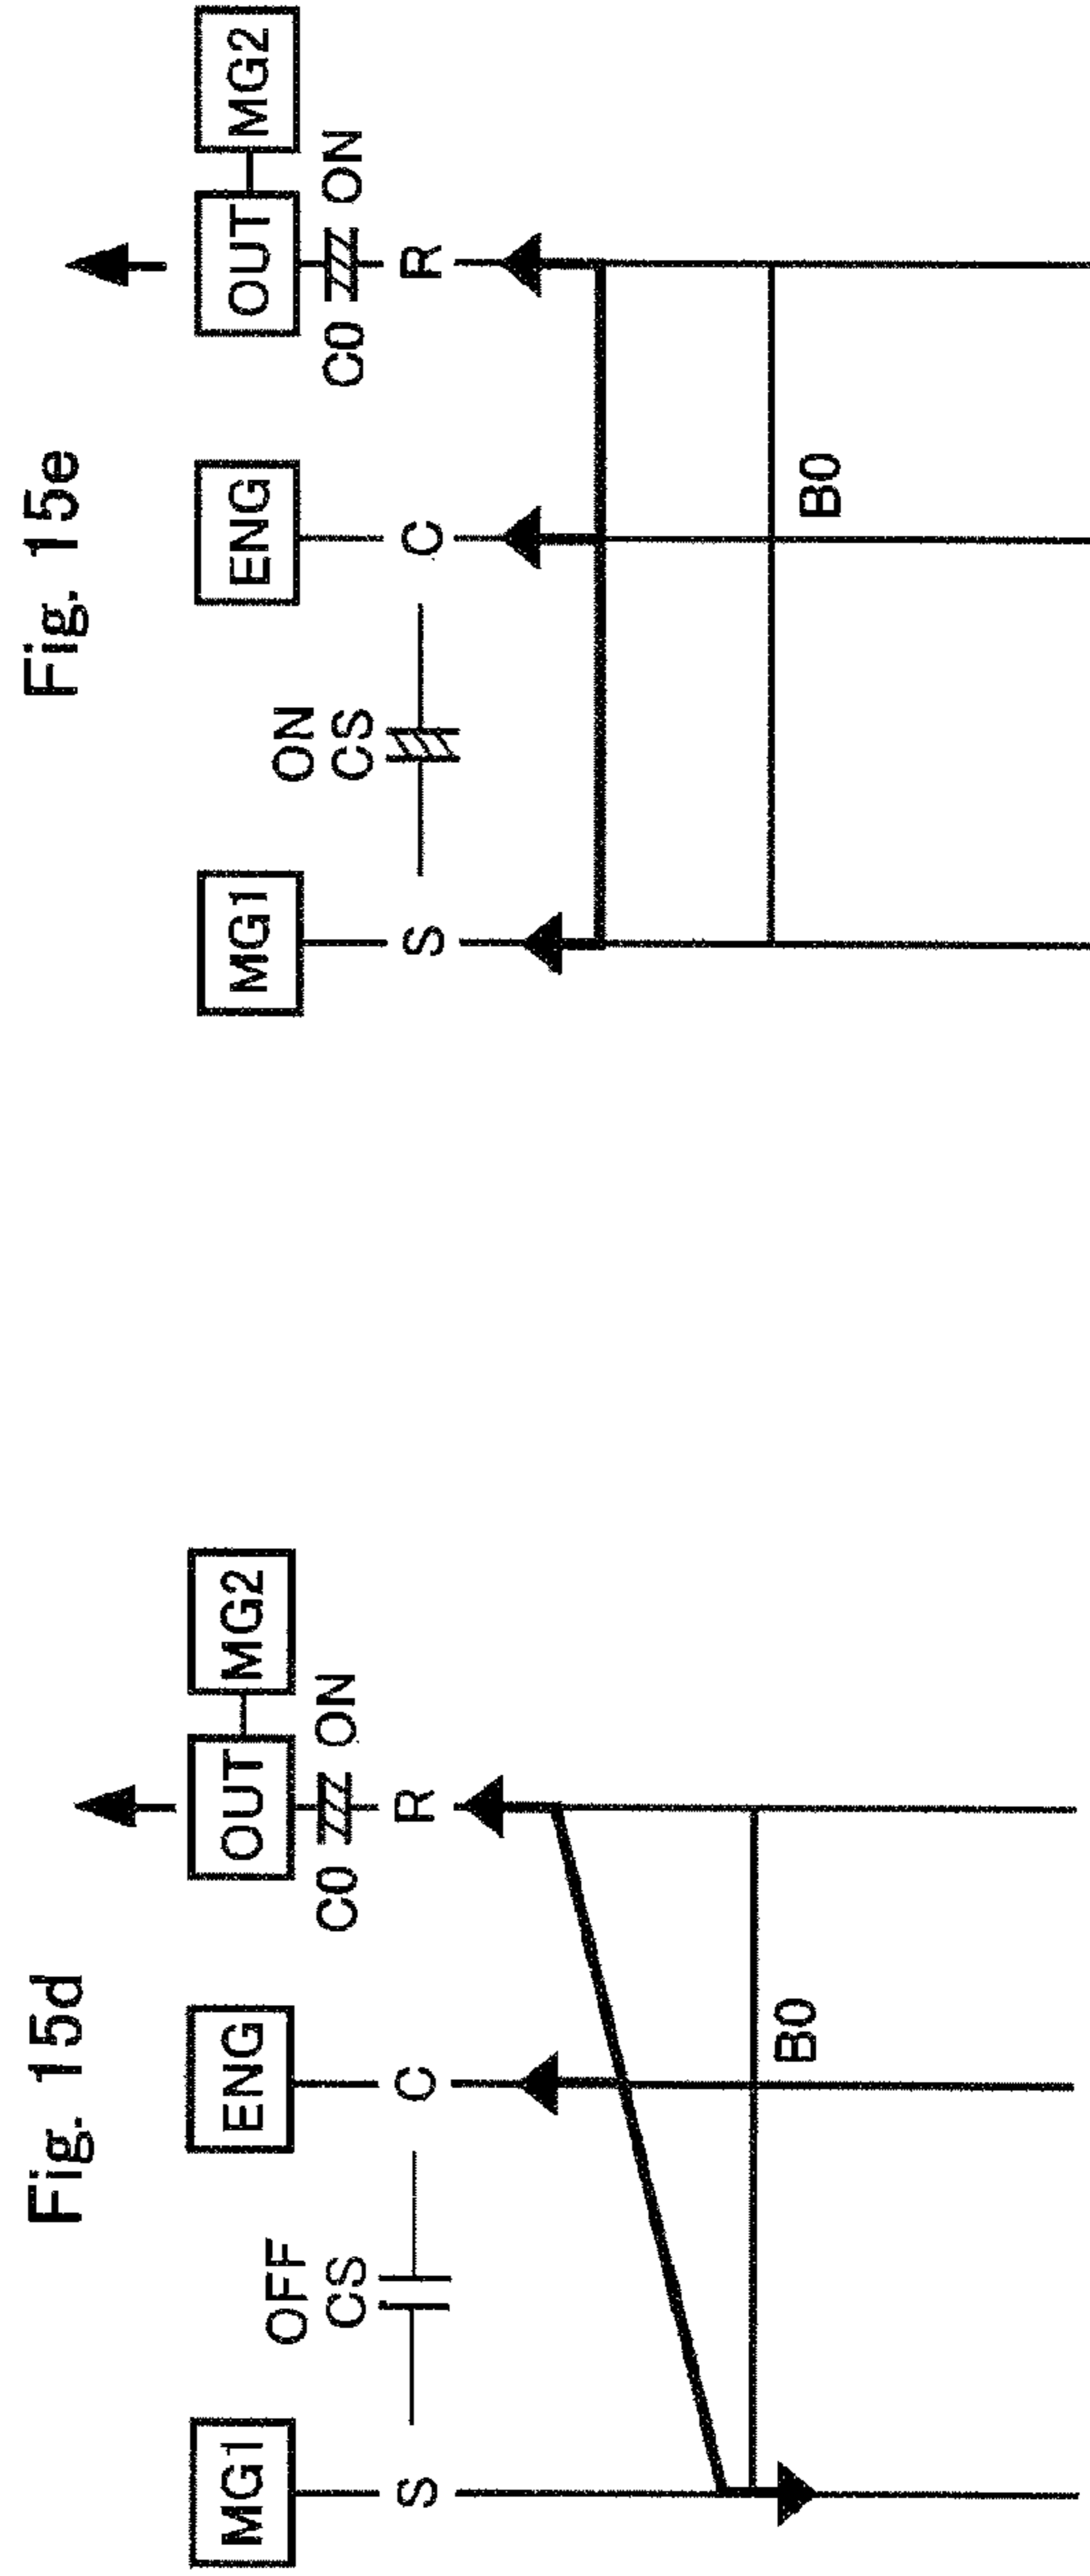 Fig. 15d
MG1
ENG
OUT
MG2
OFF
CS
C0
ON
S
C
R
B0
Fig. 15e
MG1
ENG
OUT
MG2
ON
CS
C0
ON
S
C
R
B0